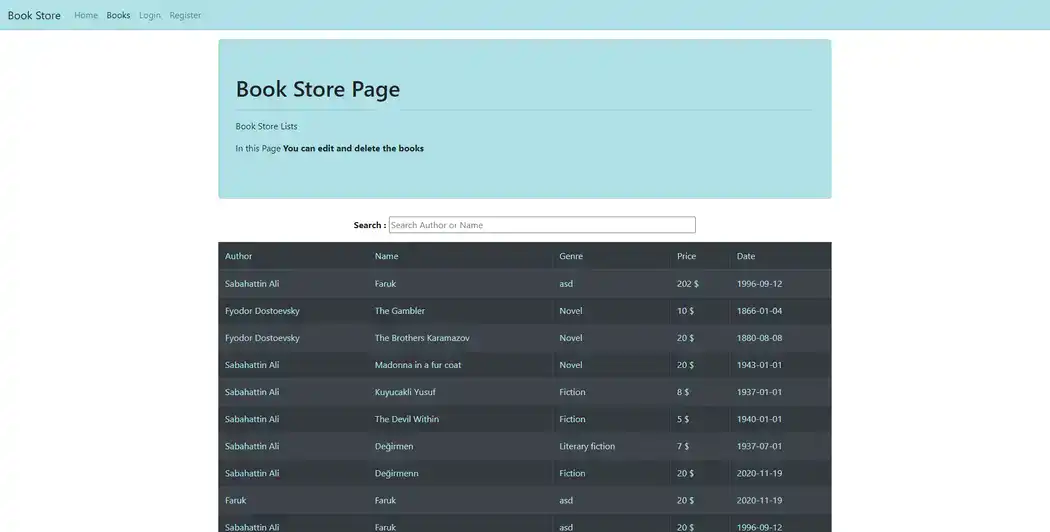 Book Store Home Books Login Register
Book Store Page
Book Store Lists
In this Page You can edit and delete the books
Search : Search Author or Name
Author Name Genre Price Date
Sabahattin Ali Faruk asd 202 $ 1996-09-12
Fyodor Dostoevsky The Gambler Novel 10 $ 1866-01-04
Fyodor Dostoevsky The Brothers Karamazov Novel 20 $ 1880-08-08
Sabahattin Ali Madonna in a fur coat Novel 20 $ 1943-01-01
Sabahattin Ali Kuyucakli Yusuf Fiction 8 $ 1937-01-01
Sabahattin Ali The Devil Within Fiction 5 $ 1940-01-01
Sabahattin Ali Değirmen Literary fiction 7 $ 1937-07-01
Sabahattin Ali Değirmenn Fiction 20 $ 2020-11-19
Faruk Faruk asd 20 $ 2020-11-19
Sabahattin Ali Faruk asd 20 $ 1996-09-12